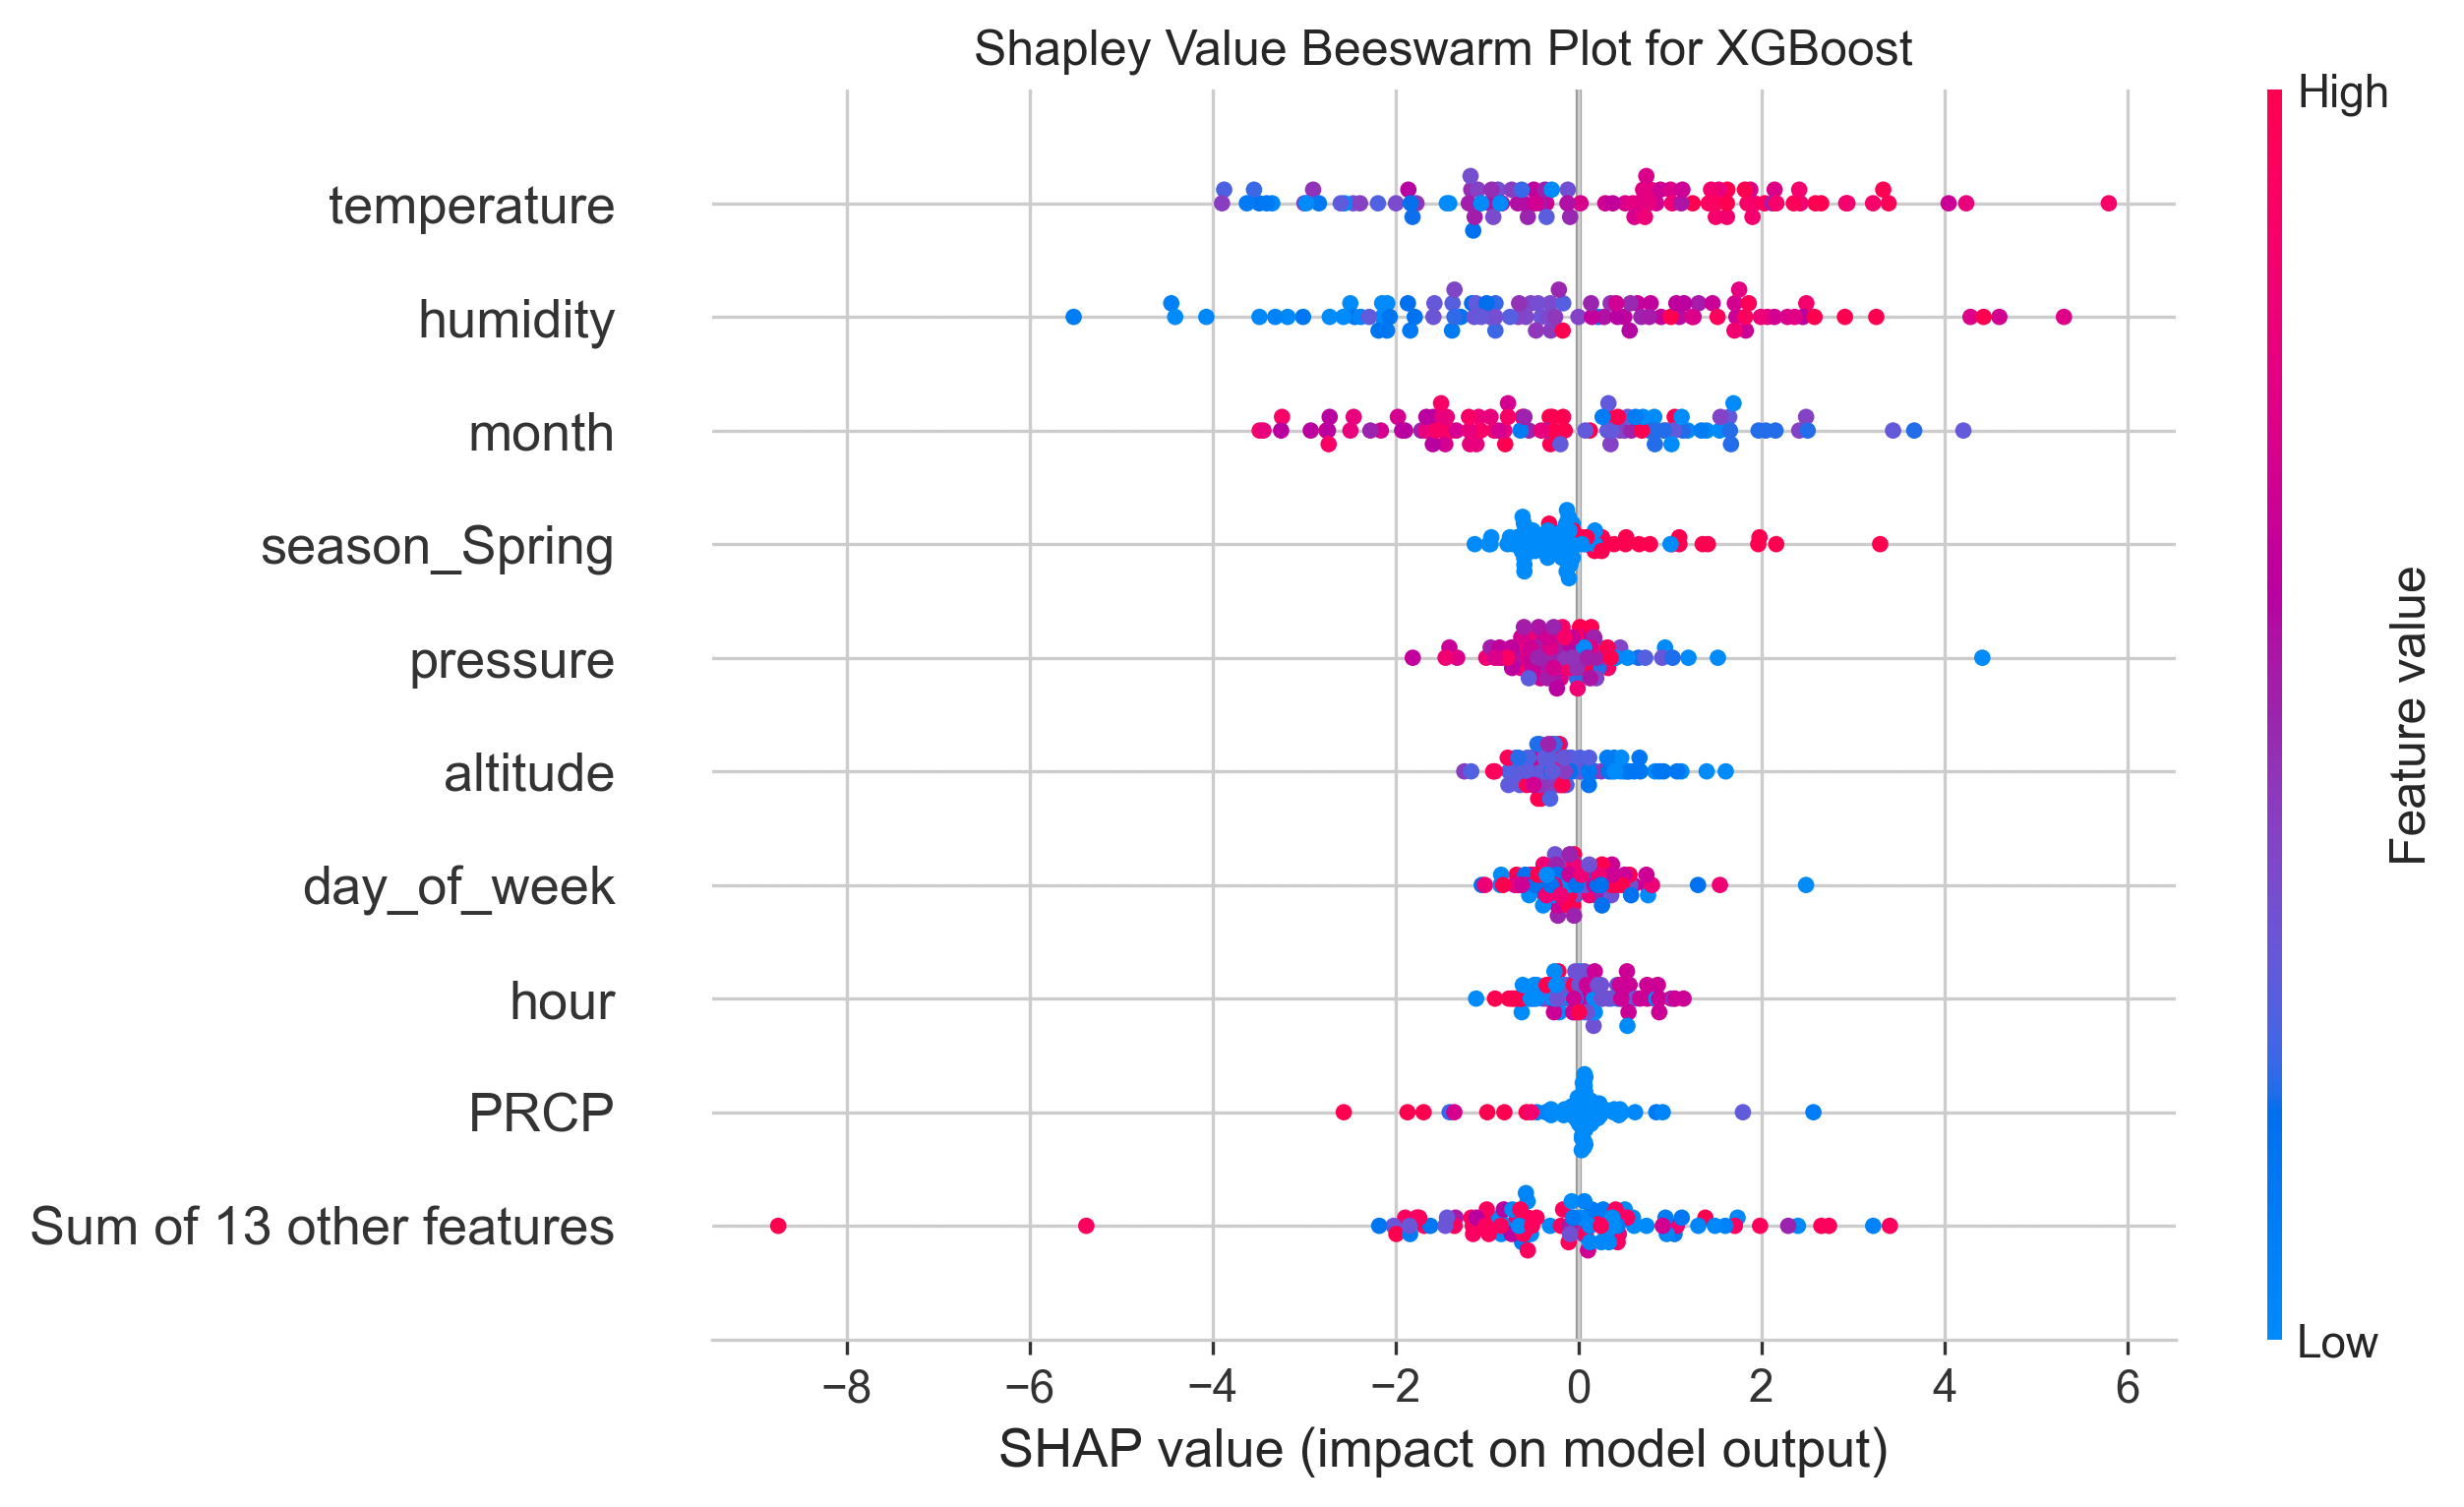 Shapley Value Beeswarm Plot for XGBoost
High
temperature
humidity
month
season_Spring
pressure
altitude
day_of_week
hour
PRCP
Sum of 13 other features
Feature value
Low
−8 −6 −4 −2 0 2 4 6
SHAP value (impact on model output)